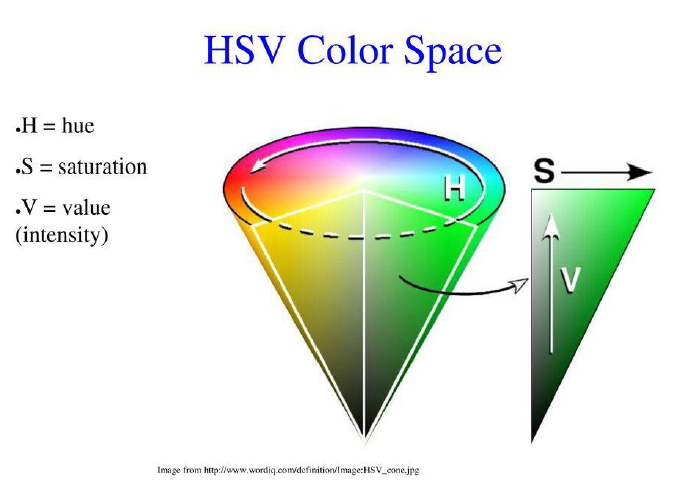 HSV Color Space
●H = hue
●S = saturation
●V = value
(intensity)
H
S
V
Image from http://www.wordiq.com/definition/Image:HSV_cone.jpg